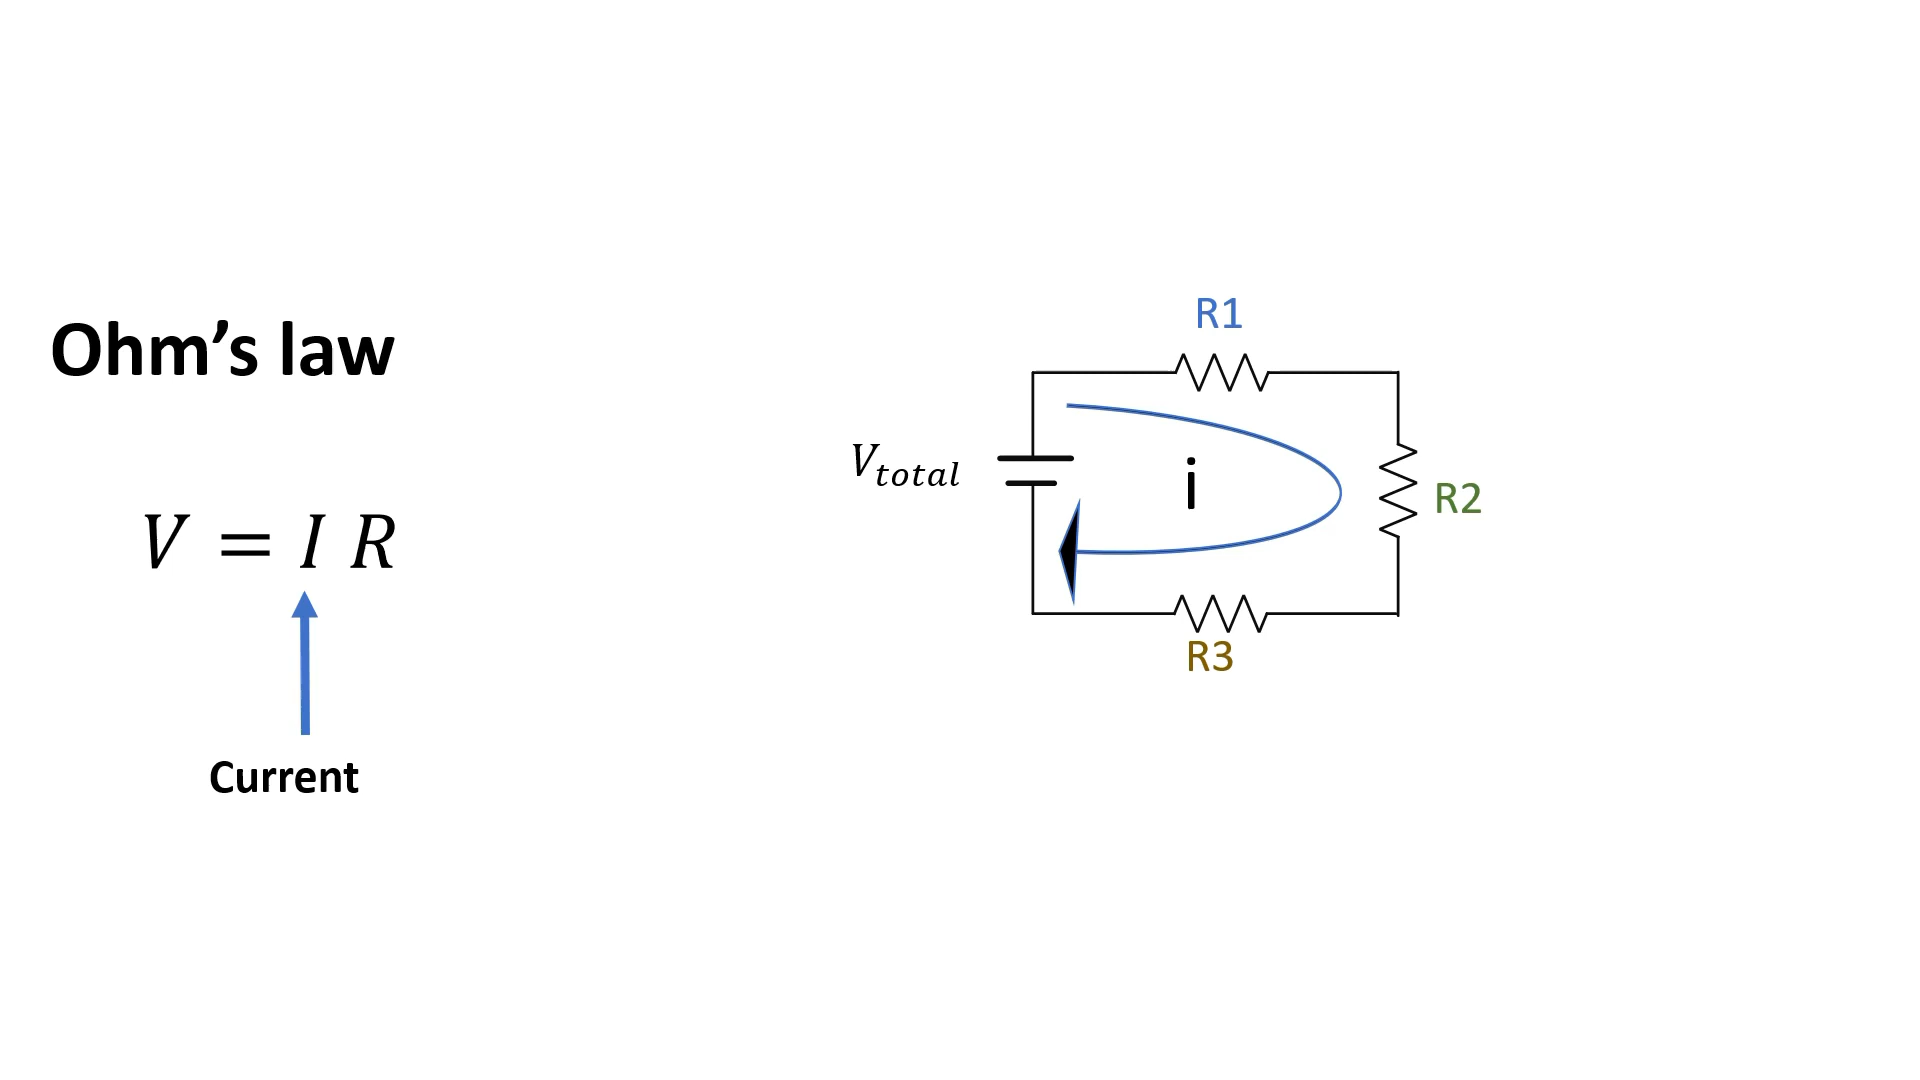 Ohm’s law
V = I R
Current
R1
V_total
i
R2
R3